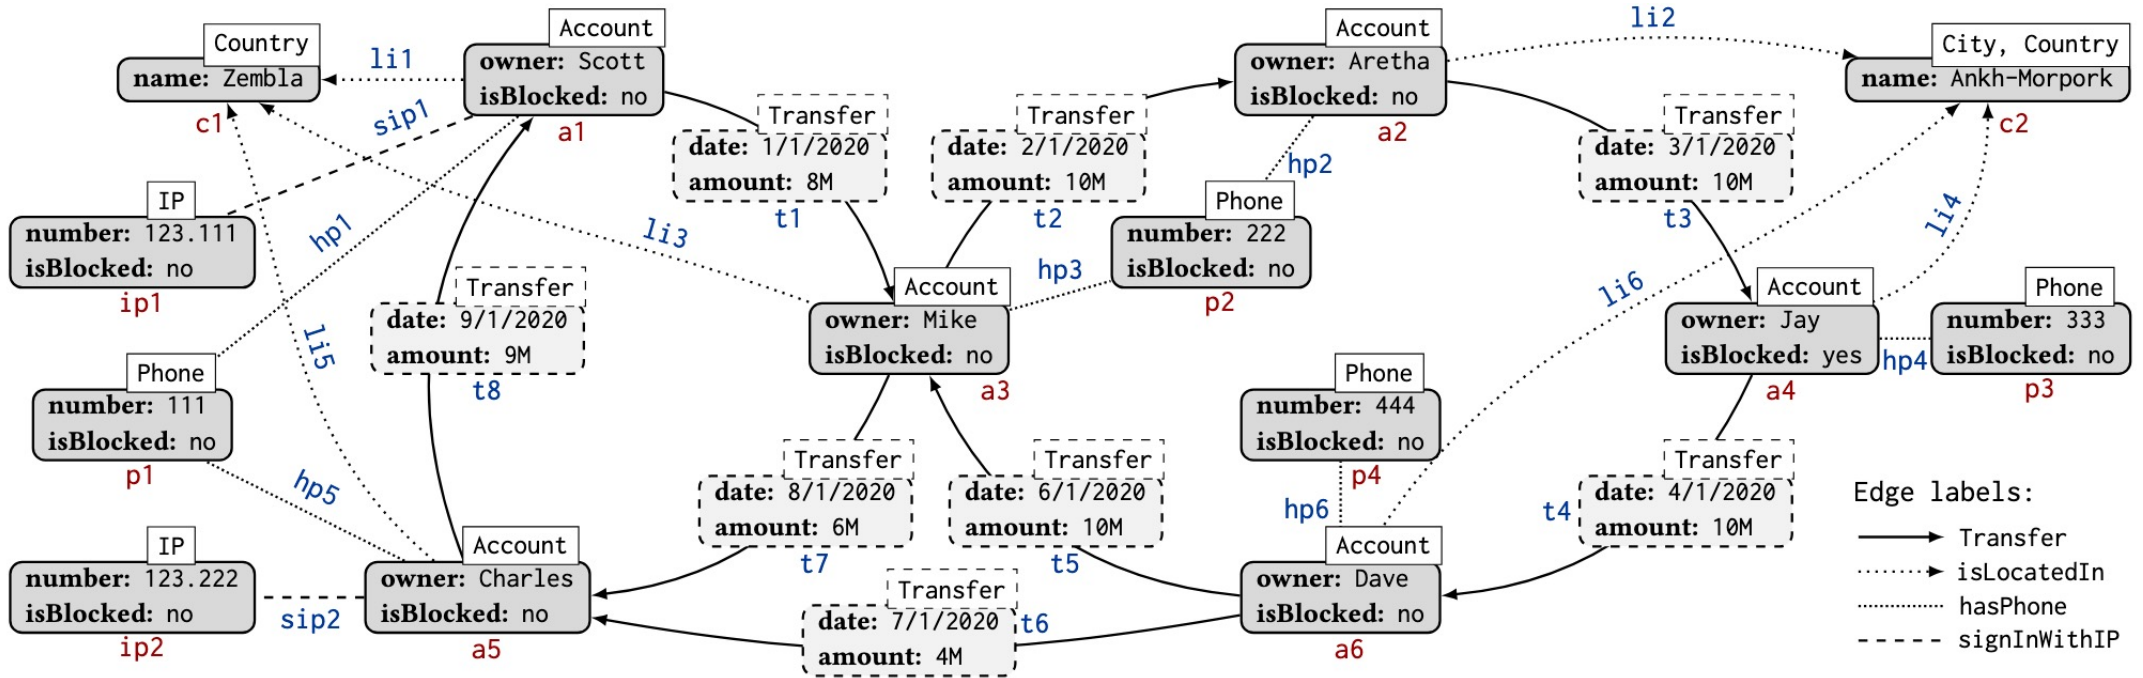 Country
name: Zembla
c1
li1
Account
owner: Scott
isBlocked: no
a1
sip1
Transfer
date: 1/1/2020
amount: 8M
t1
Transfer
date: 2/1/2020
amount: 10M
t2
Account
owner: Aretha
isBlocked: no
a2
li2
City, Country
name: Ankh-Morpork
c2
Transfer
date: 3/1/2020
amount: 10M
t3
hp2
IP
number: 123.111
isBlocked: no
ip1
hp1
li3
Phone
number: 222
isBlocked: no
p2
hp3
li4
li6
li5
Transfer
date: 9/1/2020
amount: 9M
t8
Account
owner: Mike
isBlocked: no
a3
Account
owner: Jay
isBlocked: yes
a4
hp4
Phone
number: 333
isBlocked: no
p3
Phone
number: 111
isBlocked: no
p1
hp5
Phone
number: 444
isBlocked: no
p4
hp6
Transfer
date: 8/1/2020
amount: 6M
t7
Transfer
date: 6/1/2020
amount: 10M
t5
Transfer
date: 4/1/2020
amount: 10M
t4
IP
number: 123.222
isBlocked: no
ip2
sip2
Account
owner: Charles
isBlocked: no
a5
Transfer
date: 7/1/2020
amount: 4M
t6
Account
owner: Dave
isBlocked: no
a6
Edge labels:
Transfer
isLocatedIn
hasPhone
signInWithIP